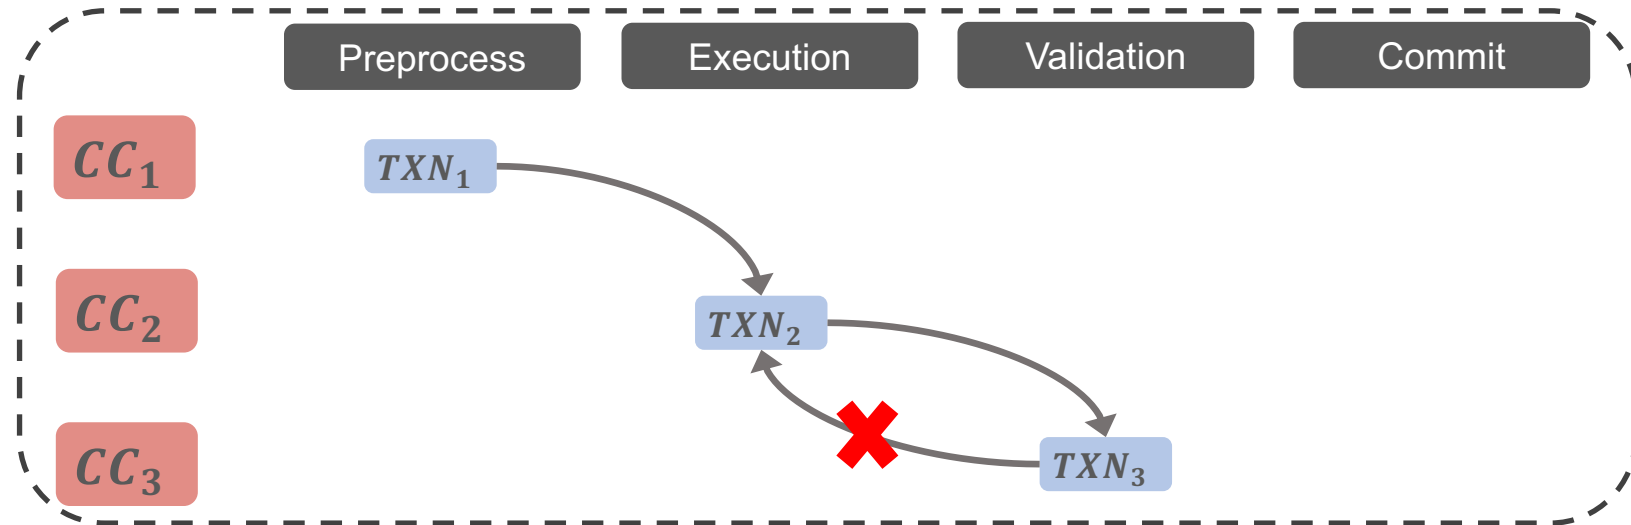 Preprocess Execution Validation Commit
CC₁ TXN₁
CC₂ TXN₂
CC₃ TXN₃